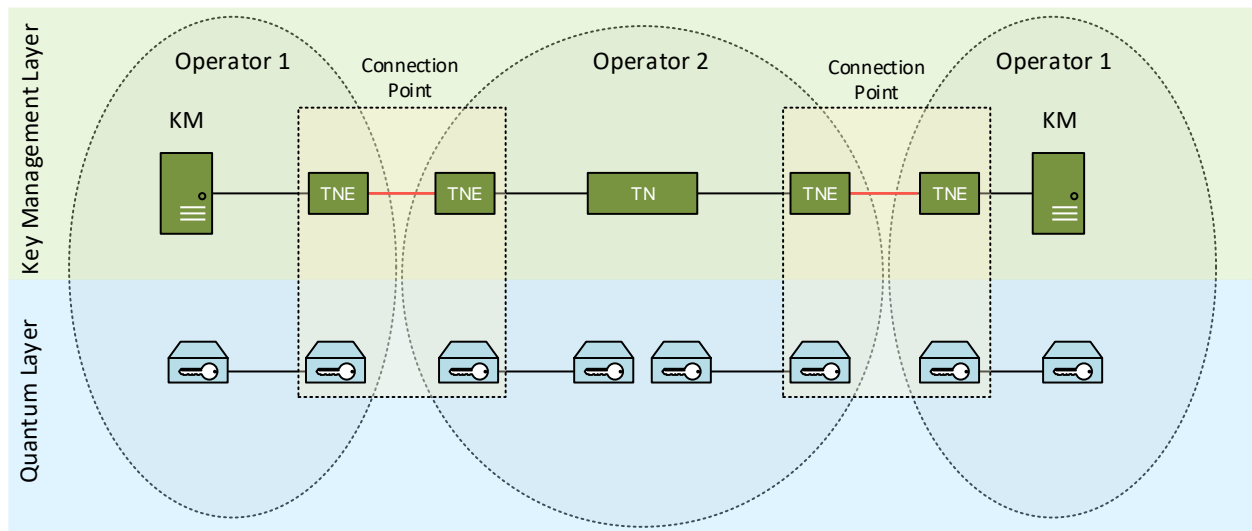 Key Management Layer
Operator 1
Connection
Point
Operator 2
Connection
Point
Operator 1
KM
TNE
TNE
TN
TNE
TNE
KM
Quantum Layer